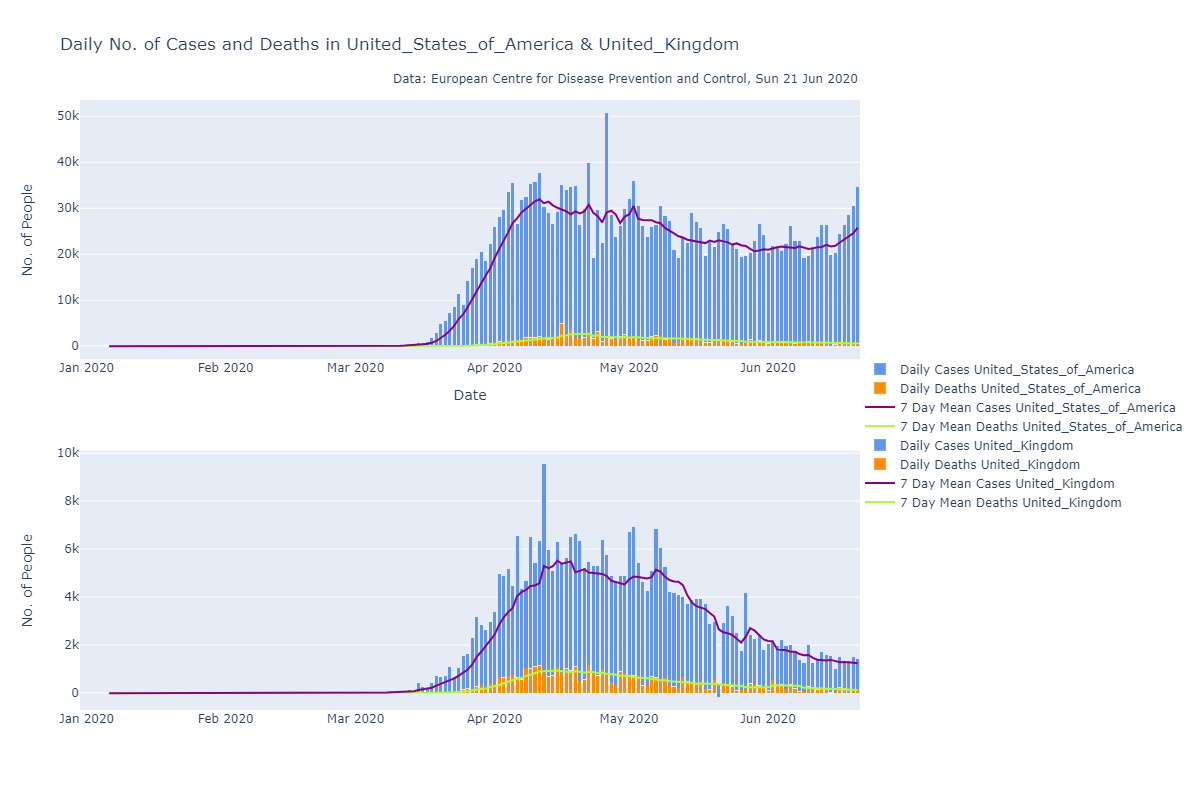 Daily No. of Cases and Deaths in United_States_of_America & United_Kingdom
Data: European Centre for Disease Prevention and Control, Sun 21 Jun 2020
No. of People
50k
40k
30k
20k
10k
0
Jan 2020 Feb 2020 Mar 2020 Apr 2020 May 2020 Jun 2020
Date
Daily Cases United_States_of_America
Daily Deaths United_States_of_America
7 Day Mean Cases United_States_of_America
7 Day Mean Deaths United_States_of_America
Daily Cases United_Kingdom
Daily Deaths United_Kingdom
7 Day Mean Cases United_Kingdom
7 Day Mean Deaths United_Kingdom
No. of People
10k
8k
6k
4k
2k
0
Jan 2020 Feb 2020 Mar 2020 Apr 2020 May 2020 Jun 2020